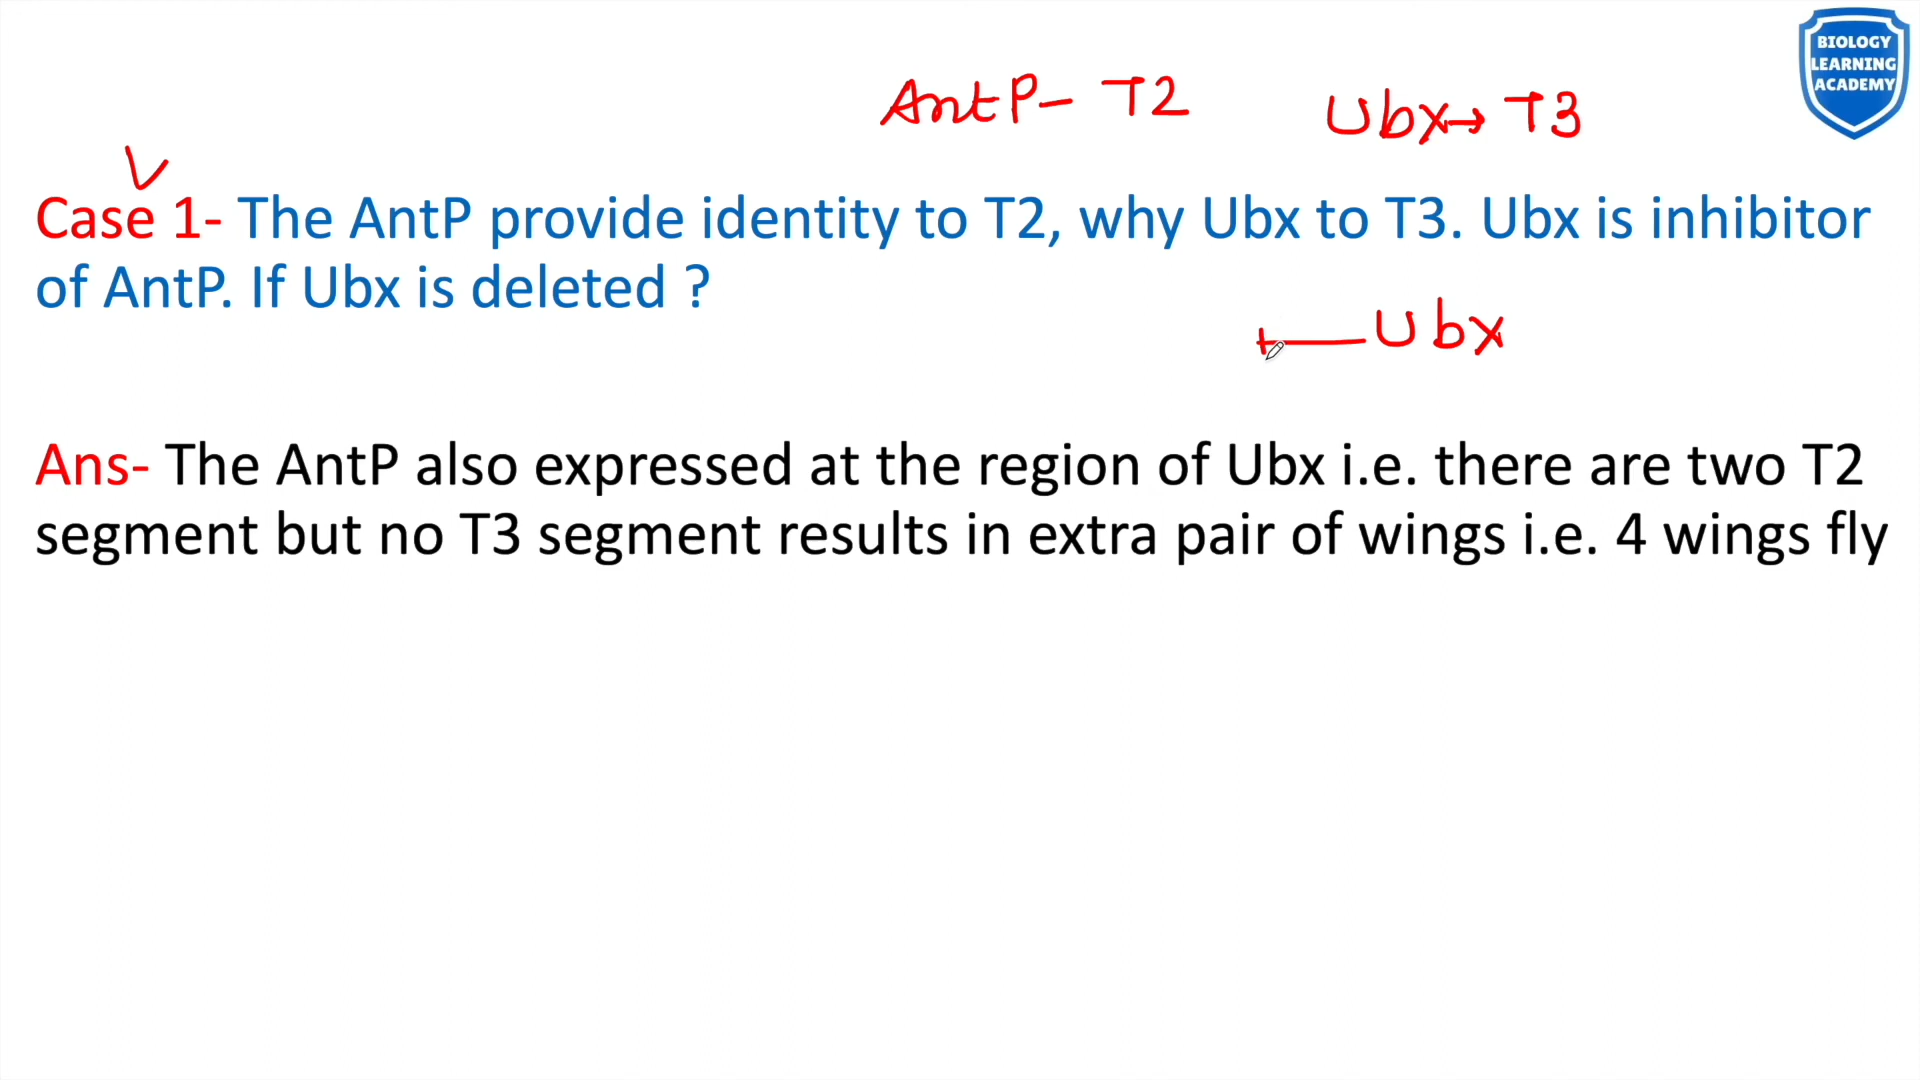 BIOLOGY
LEARNING
ACADEMY
AntP- T2
Ubx→ T3
Case 1- The AntP provide identity to T2, why Ubx to T3. Ubx is inhibitor
of AntP. If Ubx is deleted ?
Ubx
Ans- The AntP also expressed at the region of Ubx i.e. there are two T2
segment but no T3 segment results in extra pair of wings i.e. 4 wings fly